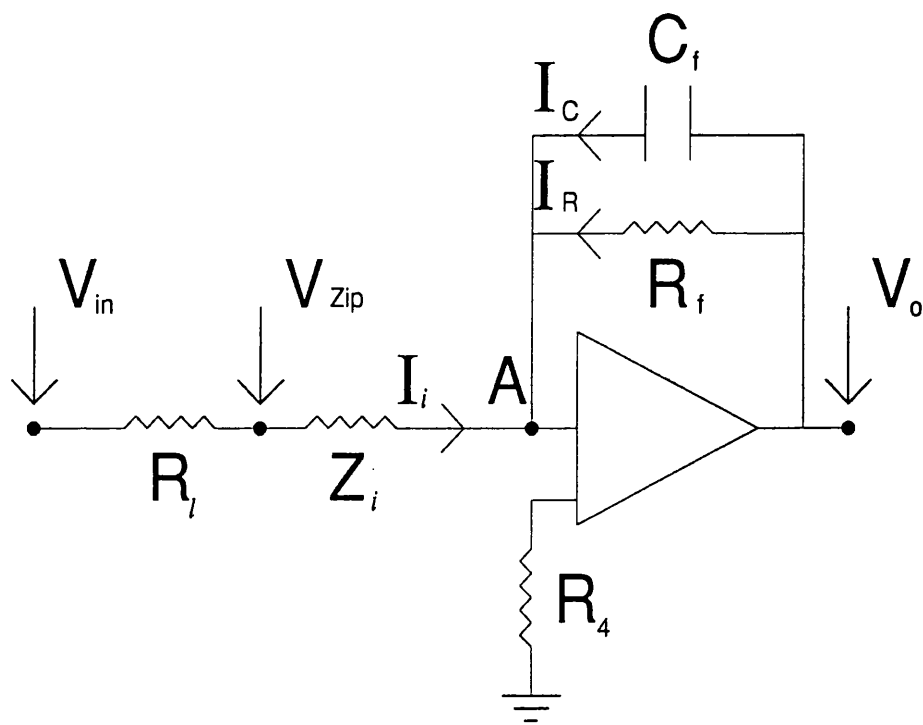 C_f
I_C
I_R
R_f
V_in
V_Zip
V_o
I_i
A
R_l
Z_i
R_4